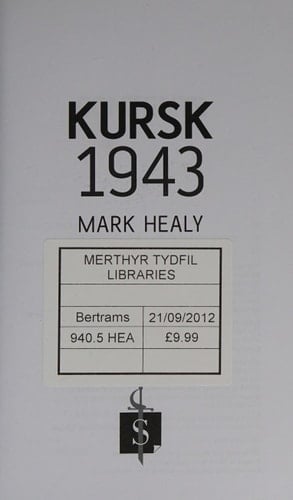 KURSK
1943
MARK HEALY
MERTHYR TYDFIL
LIBRARIES
Bertrams 21/09/2012
940.5 HEA £9.99
S